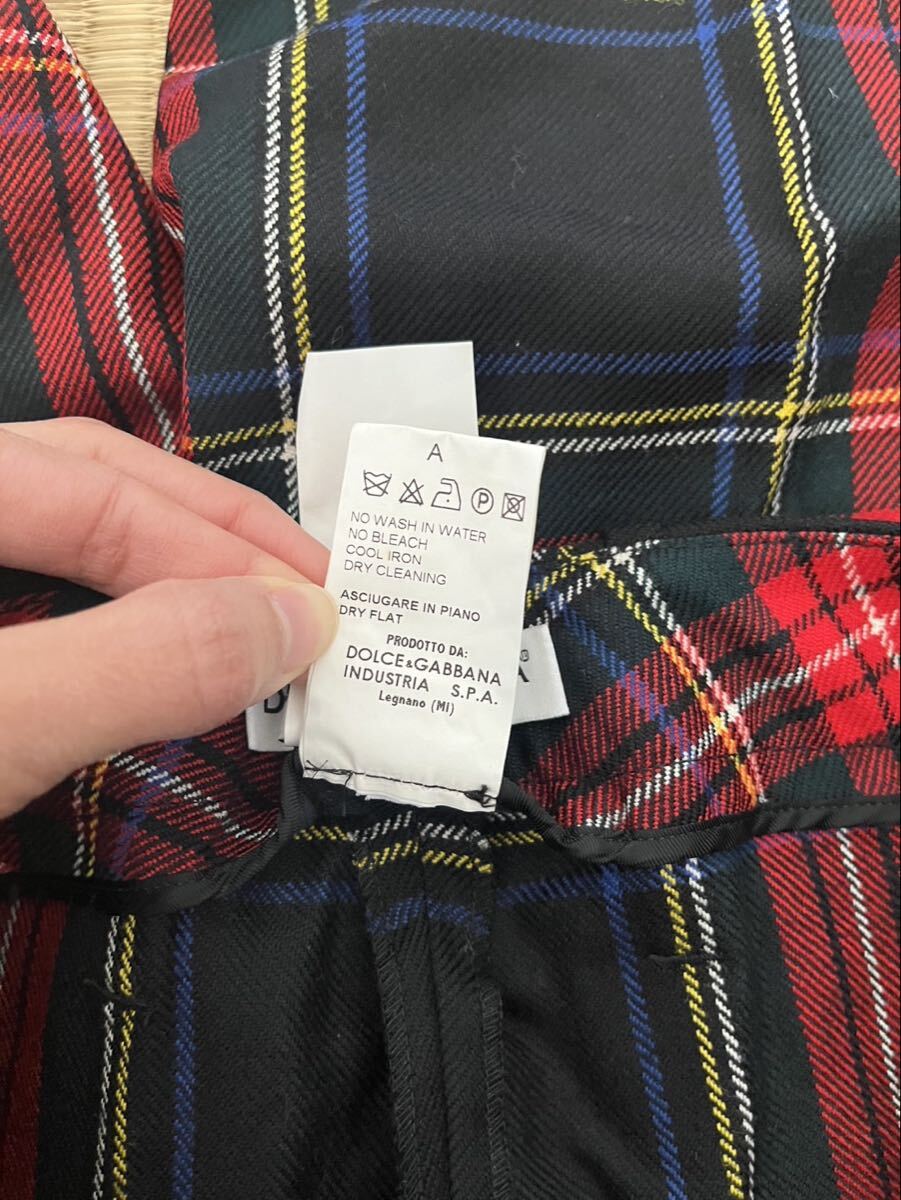 A
P
NO WASH IN WATER
NO BLEACH
COOL IRON
DRY CLEANING
ASCIUGARE IN PIANO
DRY FLAT
PRODOTTO DA:
DOLCE&GABBANA
INDUSTRIA S.P.A.
Legnano (MI)
D A®